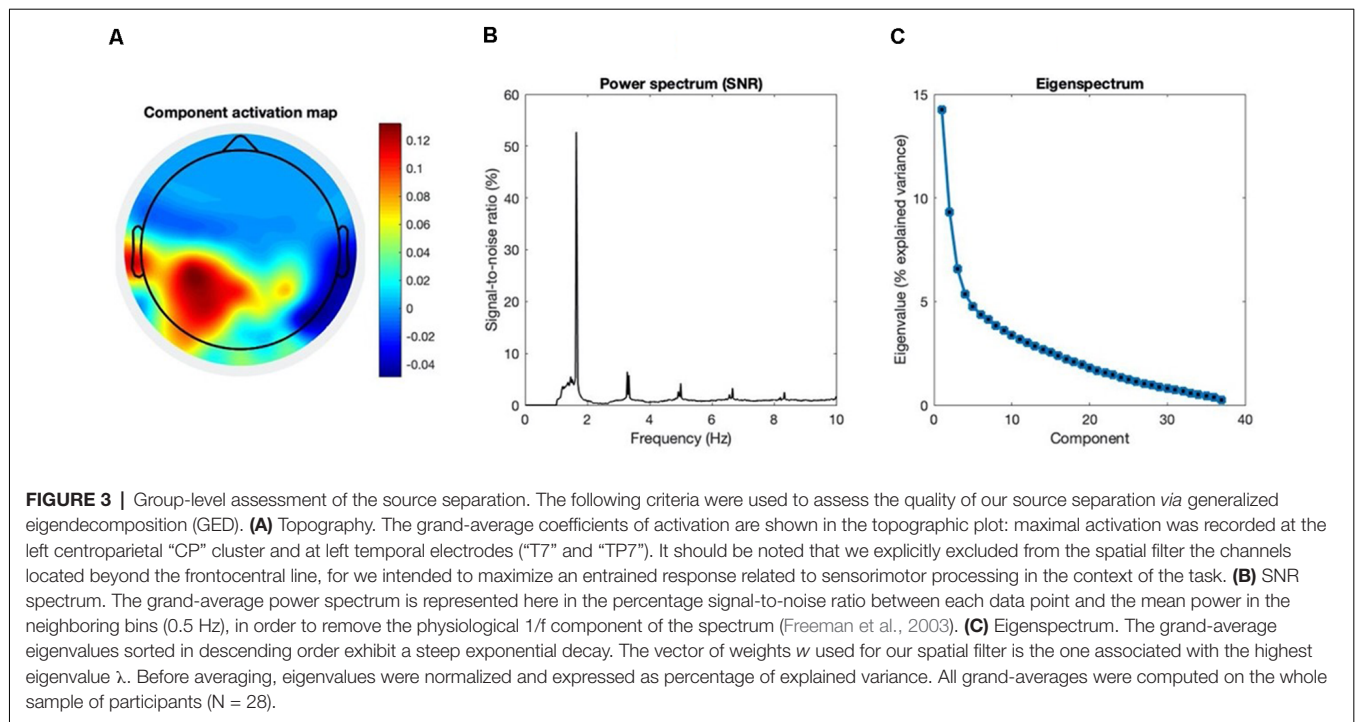 A
B
C
Component activation map
0.12
0.1
0.08
0.06
0.04
0.02
0
-0.02
-0.04
Power spectrum (SNR)
60
50
40
30
20
10
0
Signal-to-noise ratio (%)
0 2 4 6 8 10
Frequency (Hz)
Eigenspectrum
15
10
5
0
Eigenvalue (% explained variance)
0 10 20 30 40
Component
FIGURE 3 | Group-level assessment of the source separation. The following criteria were used to assess the quality of our source separation via generalized
eigendecomposition (GED). (A) Topography. The grand-average coefficients of activation are shown in the topographic plot: maximal activation was recorded at the
left centroparietal “CP” cluster and at left temporal electrodes (“T7” and “TP7”). It should be noted that we explicitly excluded from the spatial filter the channels
located beyond the frontocentral line, for we intended to maximize an entrained response related to sensorimotor processing in the context of the task. (B) SNR
spectrum. The grand-average power spectrum is represented here in the percentage signal-to-noise ratio between each data point and the mean power in the
neighboring bins (0.5 Hz), in order to remove the physiological 1/f component of the spectrum (Freeman et al., 2003). (C) Eigenspectrum. The grand-average
eigenvalues sorted in descending order exhibit a steep exponential decay. The vector of weights w used for our spatial filter is the one associated with the highest
eigenvalue λ. Before averaging, eigenvalues were normalized and expressed as percentage of explained variance. All grand-averages were computed on the whole
sample of participants (N = 28).